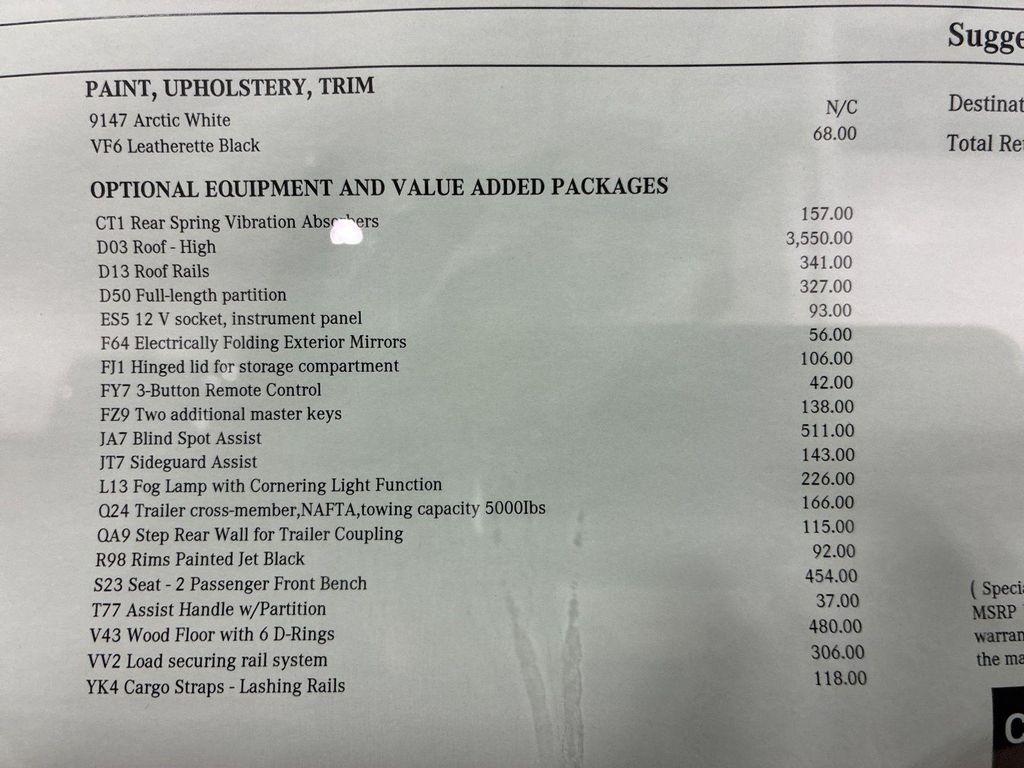 Sugge
PAINT, UPHOLSTERY, TRIM
9147 Arctic White N/C
VF6 Leatherette Black 68.00
Destinat
Total Re
OPTIONAL EQUIPMENT AND VALUE ADDED PACKAGES
CT1 Rear Spring Vibration Absorbers 157.00
D03 Roof - High 3,550.00
D13 Roof Rails 341.00
D50 Full-length partition 327.00
ES5 12 V socket, instrument panel 93.00
F64 Electrically Folding Exterior Mirrors 56.00
FJ1 Hinged lid for storage compartment 106.00
FY7 3-Button Remote Control 42.00
FZ9 Two additional master keys 138.00
JA7 Blind Spot Assist 511.00
JT7 Sideguard Assist 143.00
L13 Fog Lamp with Cornering Light Function 226.00
Q24 Trailer cross-member,NAFTA,towing capacity 5000Ibs 166.00
QA9 Step Rear Wall for Trailer Coupling 115.00
R98 Rims Painted Jet Black 92.00
S23 Seat - 2 Passenger Front Bench 454.00
T77 Assist Handle w/Partition 37.00
V43 Wood Floor with 6 D-Rings 480.00
VV2 Load securing rail system 306.00
YK4 Cargo Straps - Lashing Rails 118.00
( Specia
MSRP
warran
the ma
C